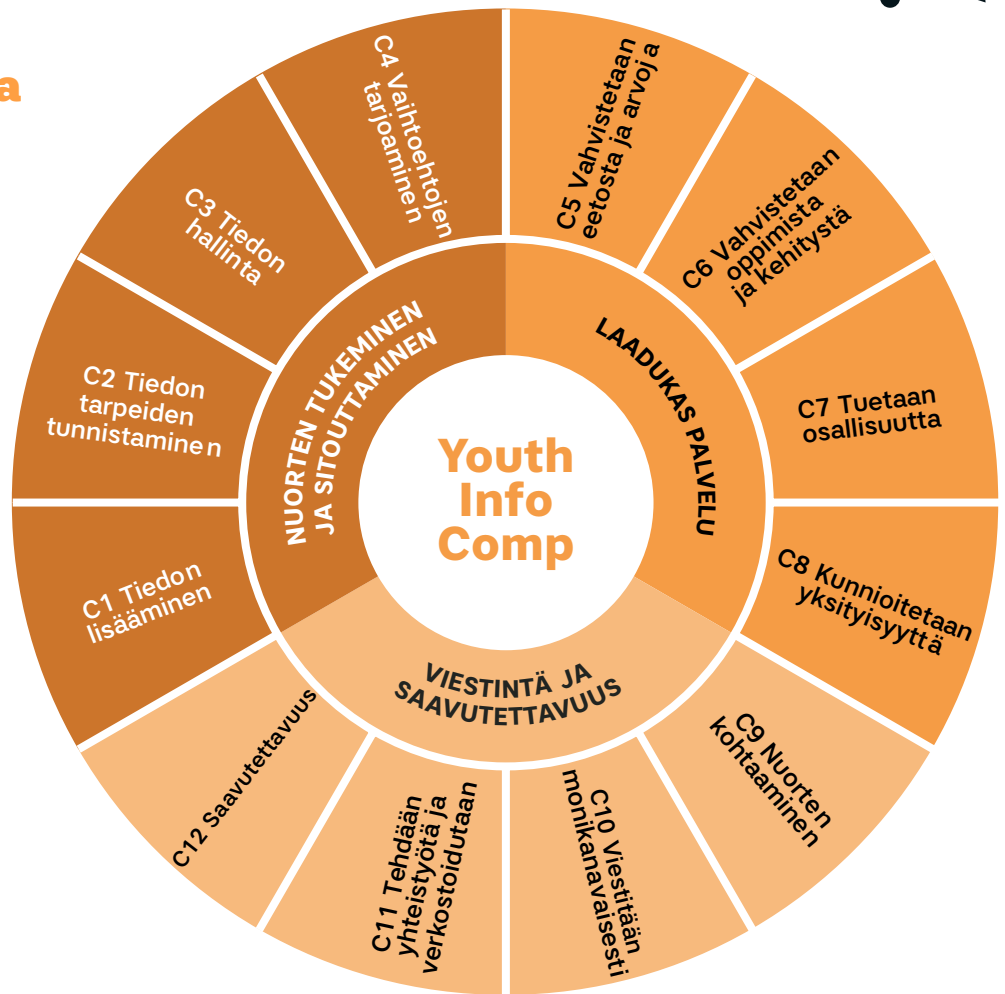 a
Youth
Info
Comp
NUORTEN TUKEMINEN
JA SITOUTTAMINEN
C1 Tiedon
lisääminen
C2 Tiedon
tarpeiden
tunnistaminen
C3 Tiedon
hallinta
C4 Vaihtoehtojen
tarjoaminen
LAADUKAS PALVELU
C5 Vahvistetaan
eetosta ja arvoja
C6 Vahvistetaan
oppimista
ja kehitystä
C7 Tuetaan
osallisuutta
C8 Kunnioitetaan
yksityisyyttä
VIESTINTÄ JA
SAAVUTETTAVUUS
C9 Nuorten
kohtaaminen
C10 Viestitään
monikanavaisesti
C11 Tehdään
yhteistyötä ja
verkostoidutaan
C12 Saavutettavuus